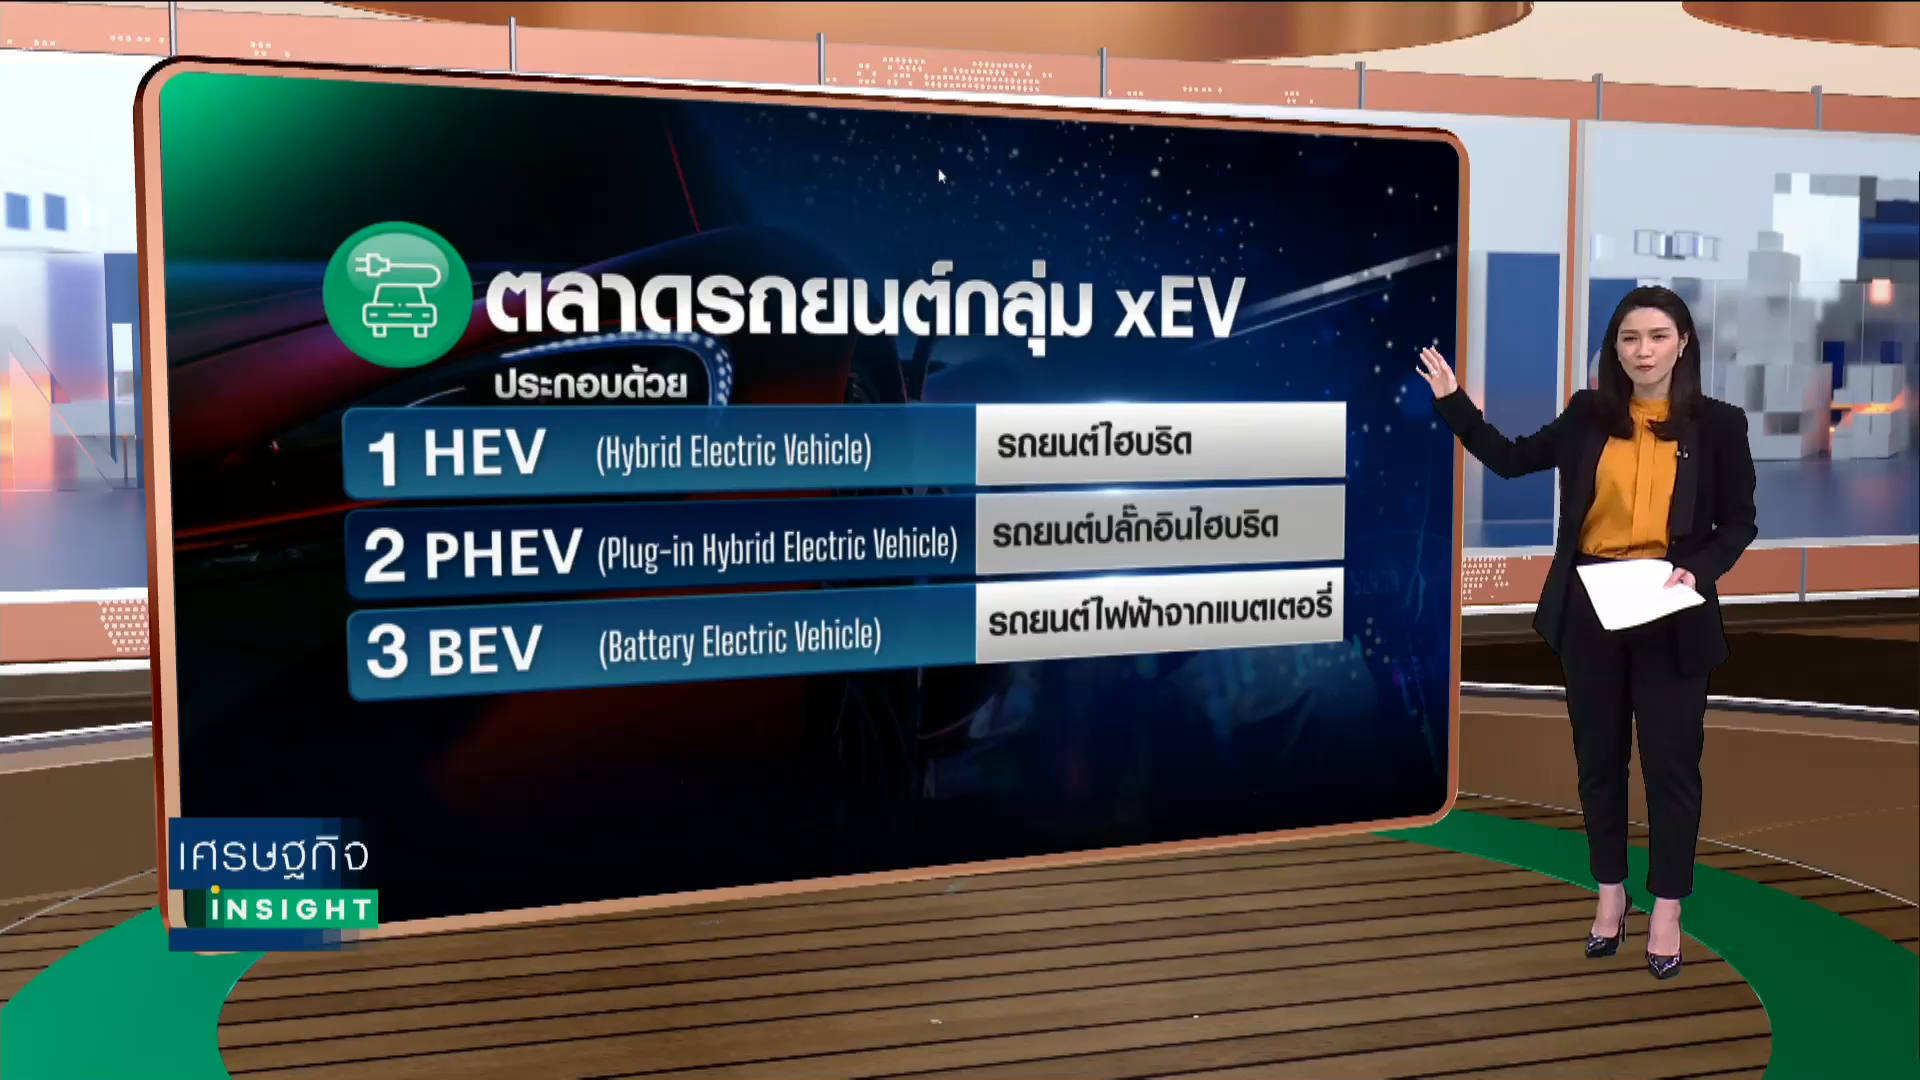 ตลาดรถยนต์กลุ่ม xEV
ประกอบด้วย
1 HEV (Hybrid Electric Vehicle) รถยนต์ไฮบริด
2 PHEV (Plug-in Hybrid Electric Vehicle) รถยนต์ปลั๊กอินไฮบริด
3 BEV (Battery Electric Vehicle) รถยนต์ไฟฟ้าจากแบตเตอรี่
เศรษฐกิจ
INSIGHT